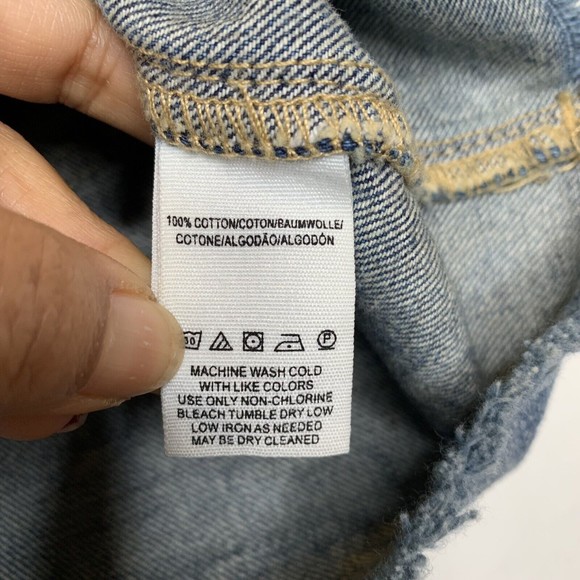 100% COTTON/COTON/BAUMWOLLE/
COTONE/ALGODÃO/ALGODÓN
30 P
MACHINE WASH COLD
WITH LIKE COLORS
USE ONLY NON-CHLORINE
BLEACH TUMBLE DRY LOW
LOW IRON AS NEEDED
MAY BE DRY CLEANED